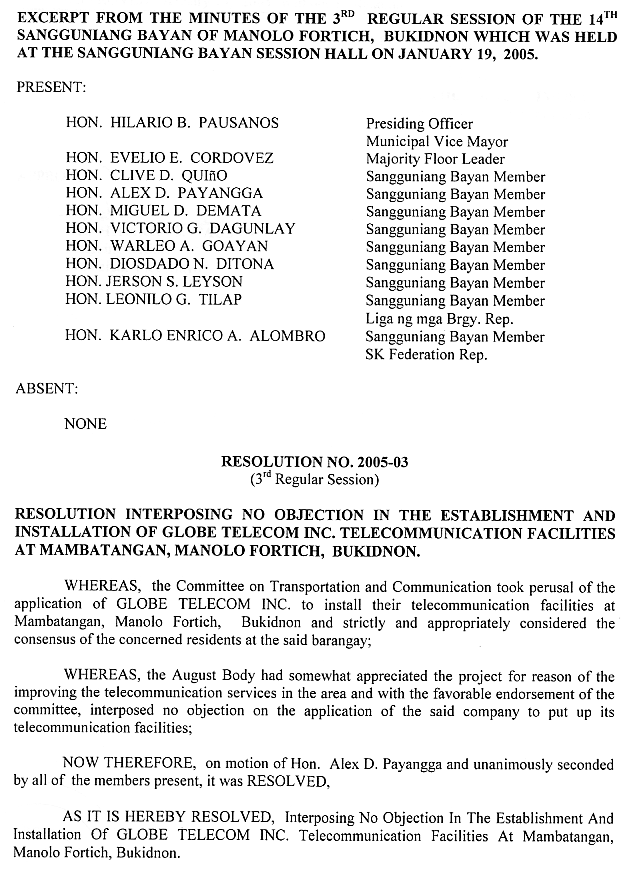 EXCERPT FROM THE MINUTES OF THE 3RD REGULAR SESSION OF THE 14TH
SANGGUNIANG BAYAN OF MANOLO FORTICH, BUKIDNON WHICH WAS HELD
AT THE SANGGUNIANG BAYAN SESSION HALL ON JANUARY 19, 2005.
PRESENT:
HON. HILARIO B. PAUSANOS Presiding Officer
Municipal Vice Mayor
HON. EVELIO E. CORDOVEZ Majority Floor Leader
HON. CLIVE D. QUIñO Sangguniang Bayan Member
HON. ALEX D. PAYANGGA Sangguniang Bayan Member
HON. MIGUEL D. DEMATA Sangguniang Bayan Member
HON. VICTORIO G. DAGUNLAY Sangguniang Bayan Member
HON. WARLEO A. GOAYAN Sangguniang Bayan Member
HON. DIOSDADO N. DITONA Sangguniang Bayan Member
HON. JERSON S. LEYSON Sangguniang Bayan Member
HON. LEONILO G. TILAP Sangguniang Bayan Member
Liga ng mga Brgy. Rep.
HON. KARLO ENRICO A. ALOMBRO Sangguniang Bayan Member
SK Federation Rep.
ABSENT:
NONE
RESOLUTION NO. 2005-03
(3rd Regular Session)
RESOLUTION INTERPOSING NO OBJECTION IN THE ESTABLISHMENT AND
INSTALLATION OF GLOBE TELECOM INC. TELECOMMUNICATION FACILITIES
AT MAMBATANGAN, MANOLO FORTICH, BUKIDNON.
WHEREAS, the Committee on Transportation and Communication took perusal of the
application of GLOBE TELECOM INC. to install their telecommunication facilities at
Mambatangan, Manolo Fortich, Bukidnon and strictly and appropriately considered the
consensus of the concerned residents at the said barangay;
WHEREAS, the August Body had somewhat appreciated the project for reason of the
improving the telecommunication services in the area and with the favorable endorsement of the
committee, interposed no objection on the application of the said company to put up its
telecommunication facilities;
NOW THEREFORE, on motion of Hon. Alex D. Payangga and unanimously seconded
by all of the members present, it was RESOLVED,
AS IT IS HEREBY RESOLVED, Interposing No Objection In The Establishment And
Installation Of GLOBE TELECOM INC. Telecommunication Facilities At Mambatangan,
Manolo Fortich, Bukidnon.